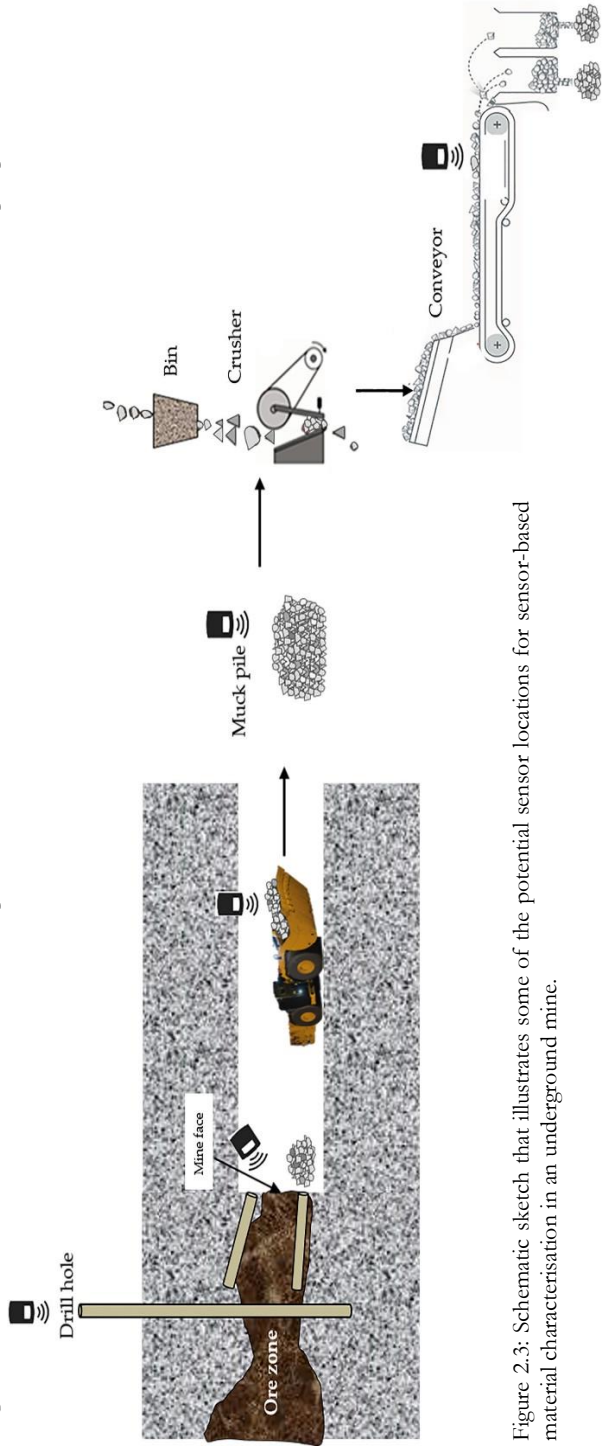 Drill hole
Ore zone
Mine face
Muck pile
Bin
Crusher
Conveyor
Figure 2.3: Schematic sketch that illustrates some of the potential sensor locations for sensor-based
material characterisation in an underground mine.